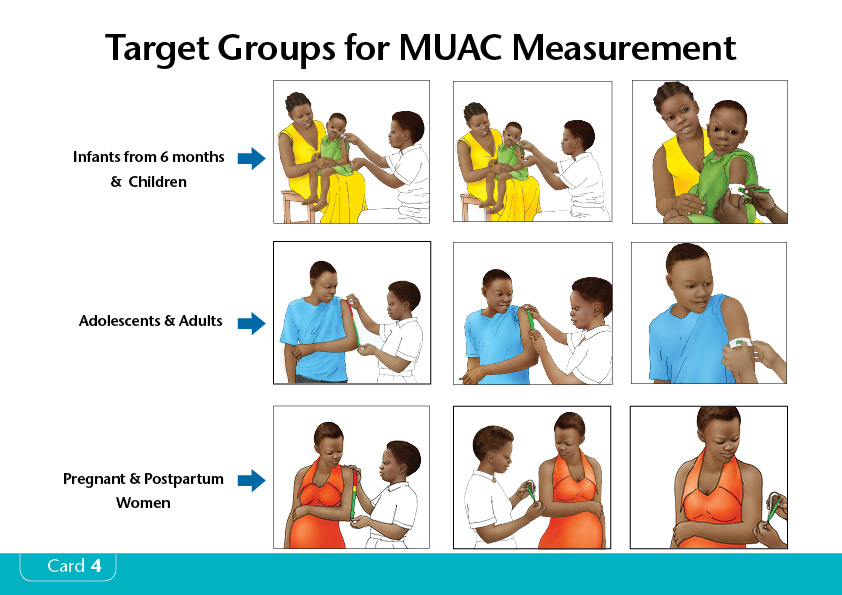 Target Groups for MUAC Measurement
Infants from 6 months
& Children
Adolescents & Adults
Pregnant & Postpartum
Women
Card 4